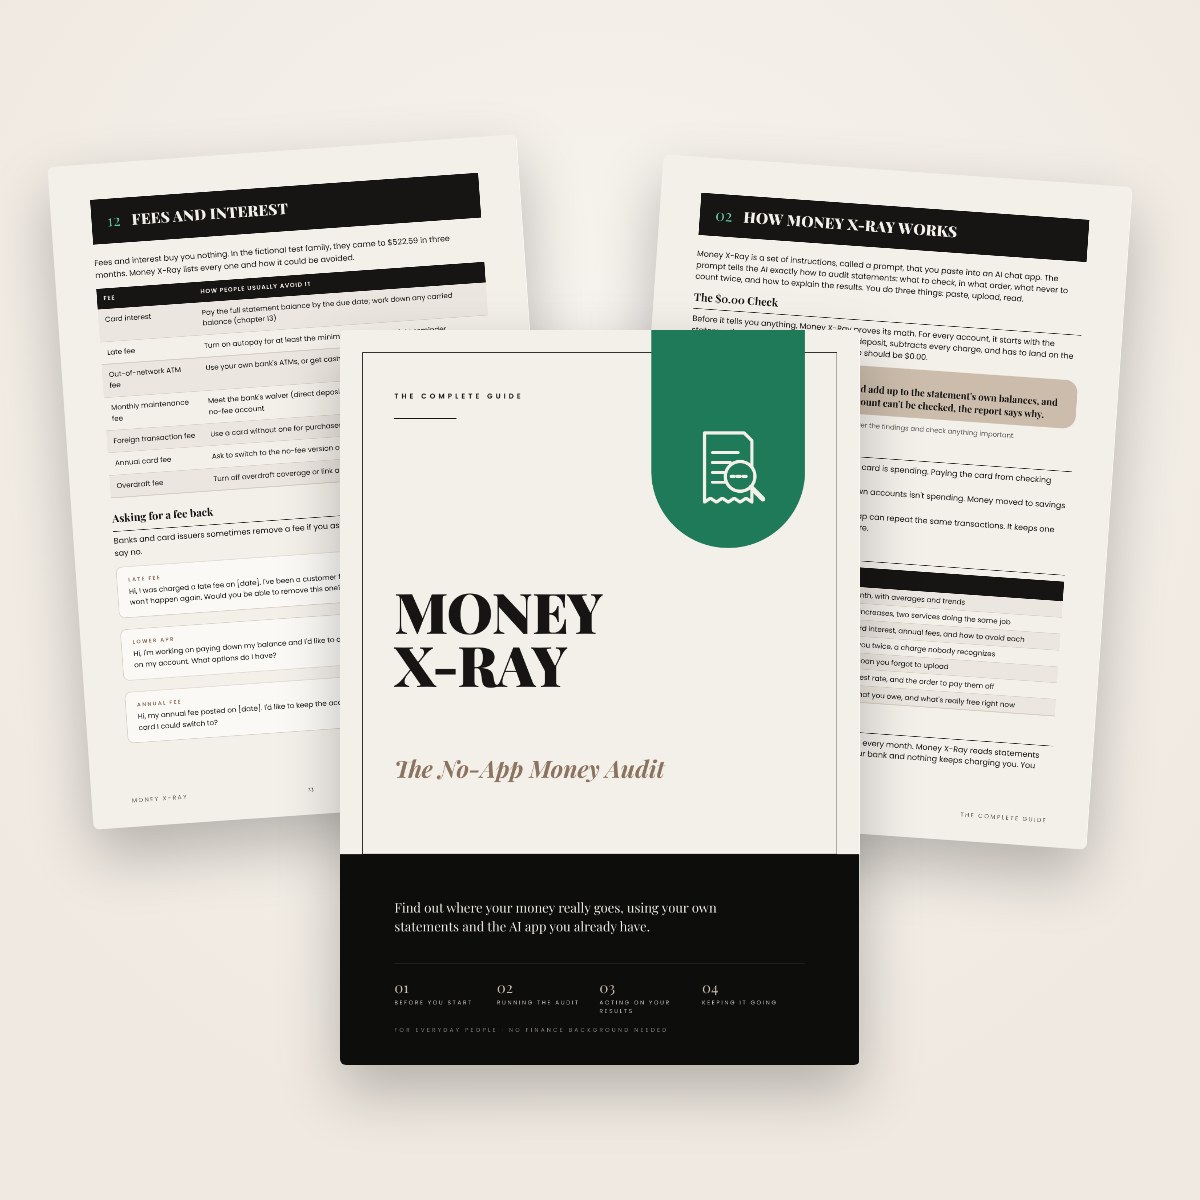 12 FEES AND INTEREST
Fees and interest buy you nothing. In the fictional test family, they came to $522.59 in three
months. Money X-Ray lists every one and how it could be avoided.
FEE HOW PEOPLE USUALLY AVOID IT
Card interest Pay the full statement balance by the due date; work down any carried
balance (chapter 13)
Late fee Turn on autopay for at least the minim reminder
Out-of-network ATM Use your own bank's ATMs, or get cash
fee
Monthly maintenance Meet the bank's waiver (direct depos
fee no-fee account
Foreign transaction fee Use a card without one for purchase
Annual card fee Ask to switch to the no-fee version
Overdraft fee Turn off overdraft coverage or link a
Asking for a fee back
Banks and card issuers sometimes remove a fee if you as
say no.
LATE FEE
Hi, I was charged a late fee on [date]. I've been a customer
won't happen again. Would you be able to remove this one?
LOWER APR
Hi, I'm working on paying down my balance and I'd like to
on my account. What options do I have?
ANNUAL FEE
Hi, my annual fee posted on [date]. I'd like to keep the acc
card I could switch to?
MONEY X-RAY
02 HOW MONEY X-RAY WORKS
Money X-Ray is a set of instructions, called a prompt, that you paste into an AI chat app. The
prompt tells the AI exactly how to audit statements: what to check, in what order, what never to
count twice, and how to explain the results. You do three things: paste, upload, read.
The $0.00 Check
Before it tells you anything, Money X-Ray proves its math. For every account, it starts with the
eposit, subtracts every charge, and has to land on the
should be $0.00.
d add up to the statement's own balances, and
ount can't be checked, the report says why.
er the findings and check anything important.
card is spending. Paying the card from checking
wn accounts isn't spending. Money moved to savings
pp can repeat the same transactions. It keeps one
re.
nth, with averages and trends
increases, two services doing the same job
rd interest, annual fees, and how to avoid each
you twice, a charge nobody recognizes
oan you forgot to upload
est rate, and the order to pay them off
hat you owe, and what's really free right now
every month. Money X-Ray reads statements
ur bank and nothing keeps charging you. You
THE COMPLETE GUIDE
THE COMPLETE GUIDE
MONEY
X-RAY
The No-App Money Audit
Find out where your money really goes, using your own
statements and the AI app you already have.
01 02 03 04
BEFORE YOU START RUNNING THE AUDIT ACTING ON YOUR KEEPING IT GOING
RESULTS
FOR EVERYDAY PEOPLE · NO FINANCE BACKGROUND NEEDED